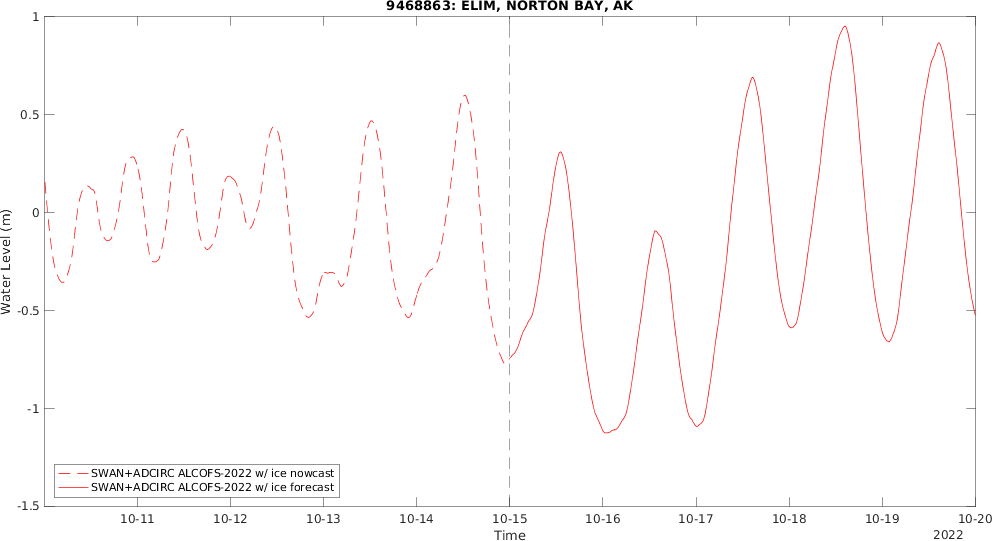 9468863: ELIM, NORTON BAY, AK
Water Level (m)
1
0.5
0
-0.5
-1
-1.5
SWAN+ADCIRC ALCOFS-2022 w/ ice nowcast
SWAN+ADCIRC ALCOFS-2022 w/ ice forecast
10-11 10-12 10-13 10-14 10-15 10-16 10-17 10-18 10-19 10-20
Time
2022